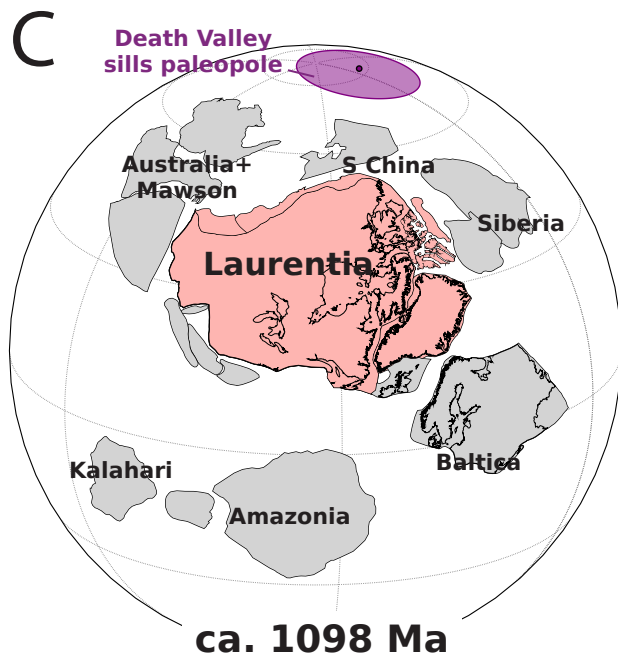 C
Death Valley
sills paleopole
Australia+
Mawson
S China
Siberia
Laurentia
Baltica
Kalahari
Amazonia
ca. 1098 Ma